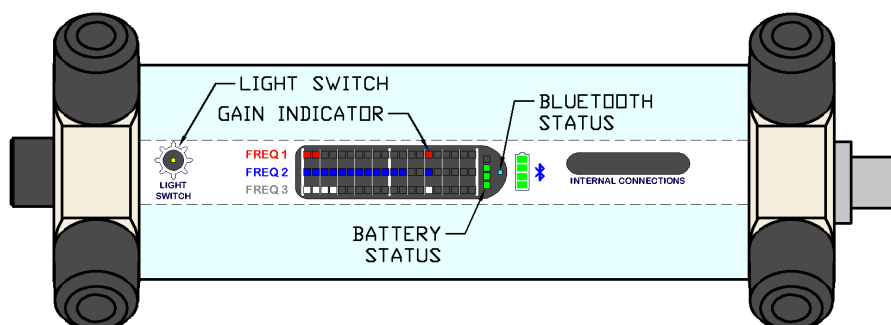 LIGHT SWITCH
GAIN INDICATOR
BLUETOOTH
STATUS
FREQ 1
FREQ 2
FREQ 3
LIGHT
SWITCH
INTERNAL CONNECTIONS
BATTERY
STATUS